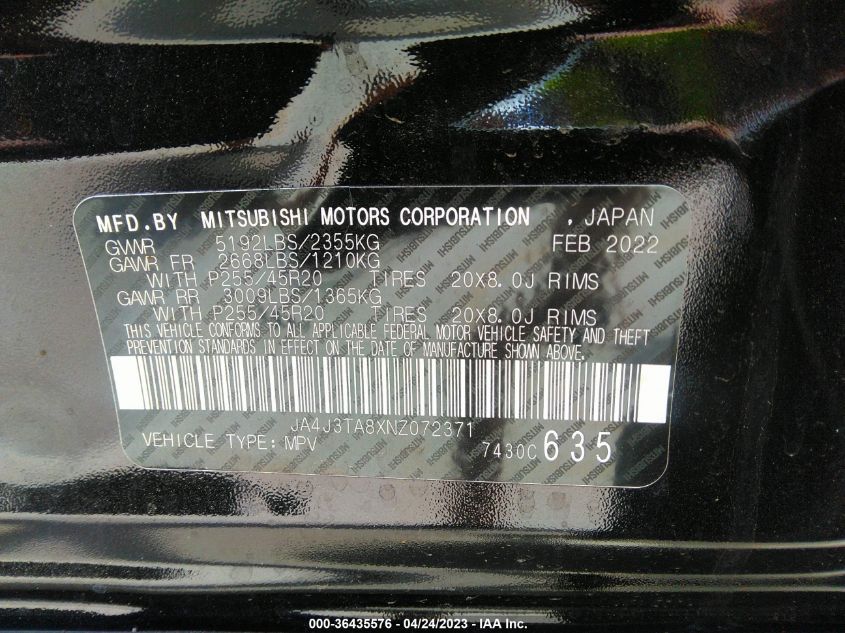 MFD.BY MITSUBISHI MOTORS CORPORATION . JAPAN
GVWR 5192LBS/2355KG FEB 2022
GAWR FR 2668LBS/1210KG
WITH P255/45R20 TIRES 20X8.0J RIMS
GAWR RR 3009LBS/1365KG
WITH P255/45R20 TIRES 20X8.0J RIMS
THIS VEHICLE CONFORMS TO ALL APPLICABLE FEDERAL MOTOR VEHICLE SAFETY AND THEFT
PREVENTION STANDARDS IN EFFECT ON THE DATE OF MANUFACTURE SHOWN ABOVE.
JA4J3TA8XNZ072371
VEHICLE TYPE: MPV 7430C 635
000-36435576 - 04/24/2023 - IAA Inc.